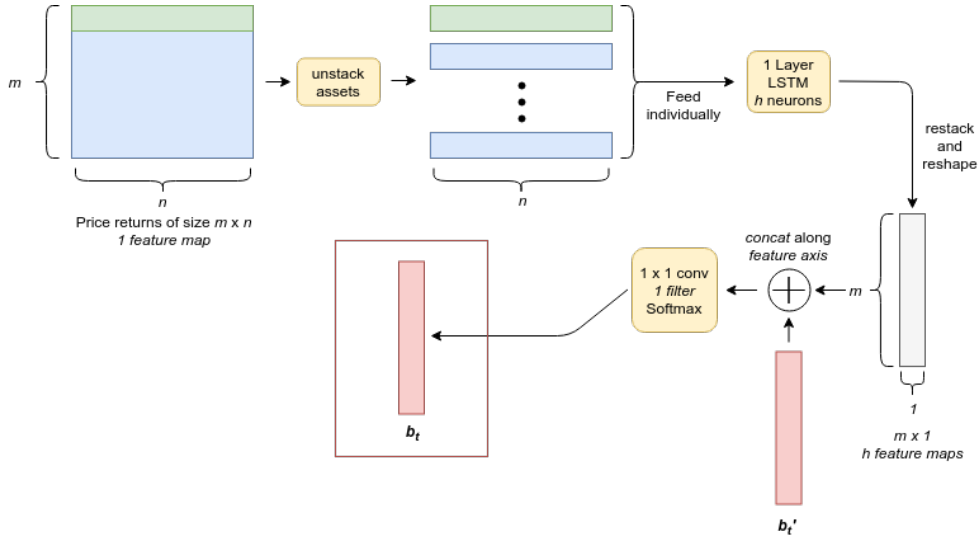 m
n
Price returns of size m x n
1 feature map
unstack
assets
n
Feed
individually
1 Layer
LSTM
h neurons
restack
and
reshape
m
1
m x 1
h feature maps
concat along
feature axis
b_t'
1 x 1 conv
1 filter
Softmax
b_t